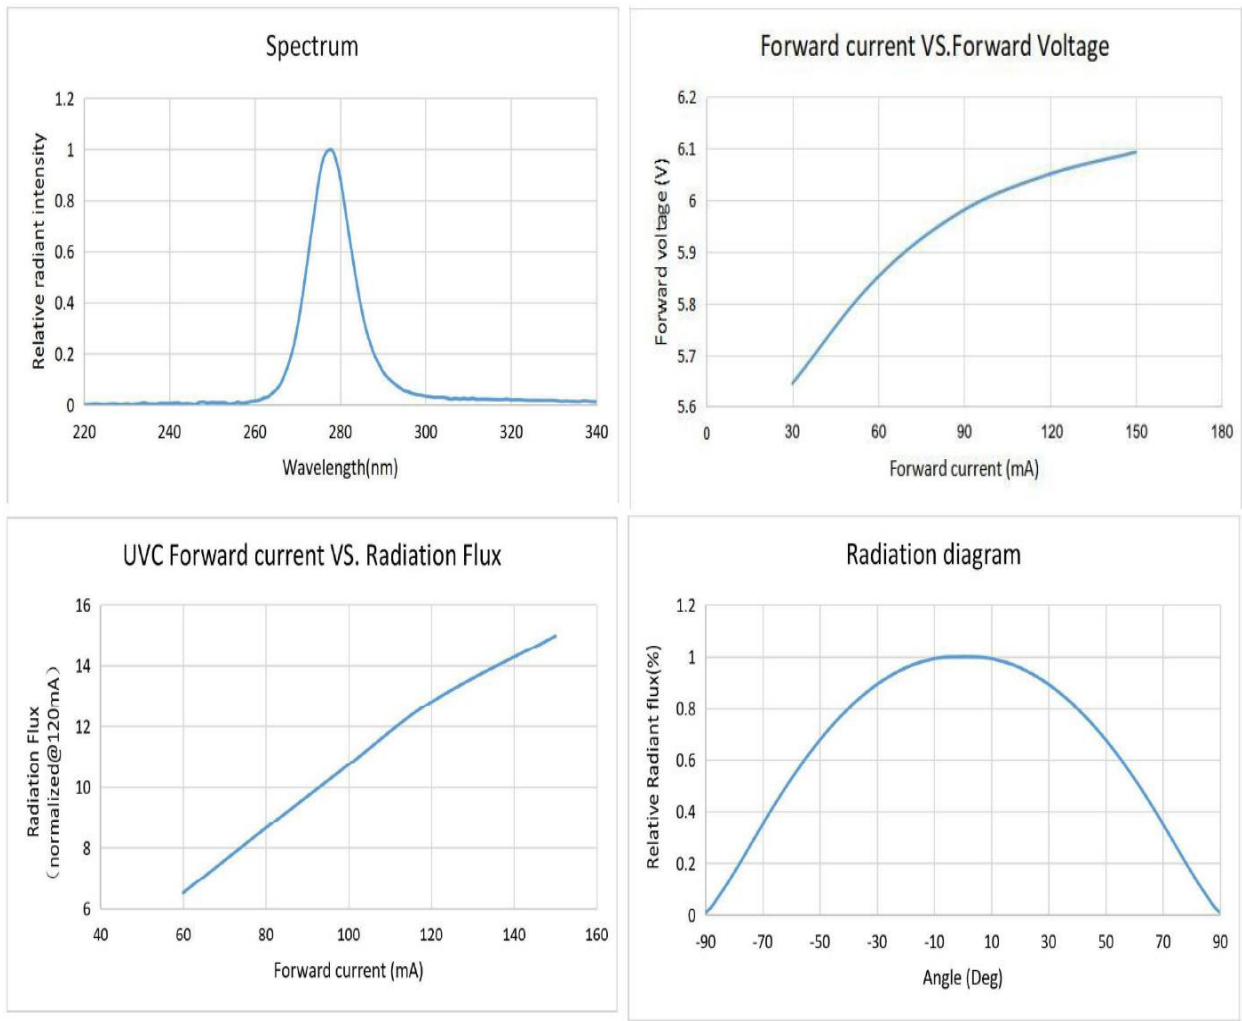 Spectrum
Relative radiant intensity
1.2
1
0.8
0.6
0.4
0.2
0
220 240 260 280 300 320 340
Wavelength(nm)
Forward current VS.Forward Voltage
Forward voltage (V)
6.2
6.1
6
5.9
5.8
5.7
5.6
0 30 60 90 120 150 180
Forward current (mA)
UVC Forward current VS. Radiation Flux
Radiation Flux
（normalized@120mA）
16
14
12
10
8
6
40 60 80 100 120 140 160
Forward current (mA)
Radiation diagram
Relative Radiant flux(%)
1.2
1
0.8
0.6
0.4
0.2
0
-90 -70 -50 -30 -10 10 30 50 70 90
Angle (Deg)